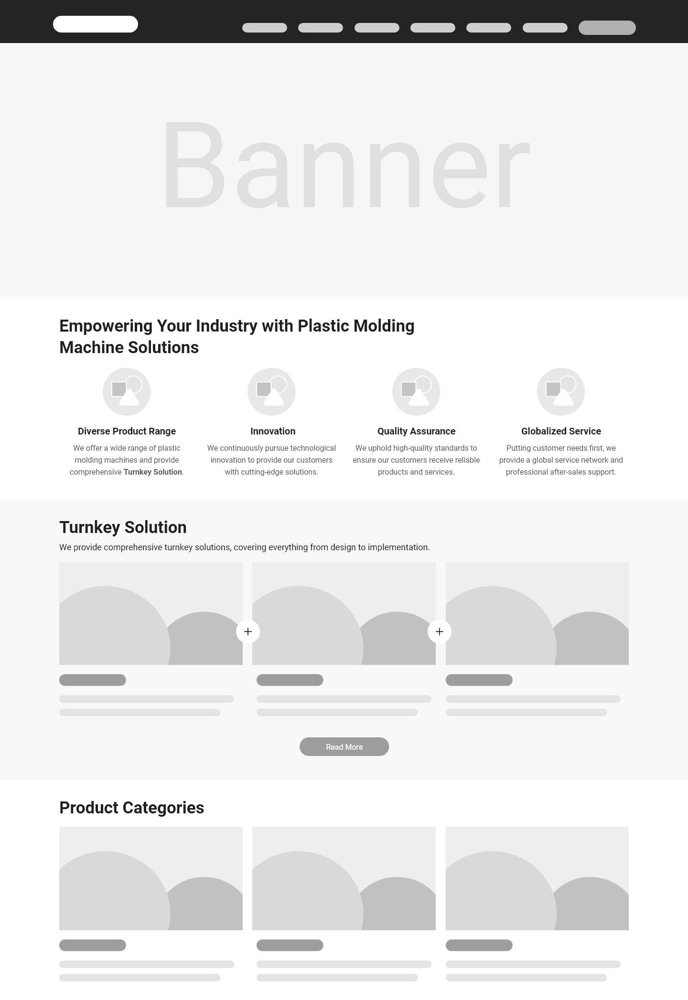 Banner
Empowering Your Industry with Plastic Molding
Machine Solutions
Diverse Product Range
We offer a wide range of plastic
molding machines and provide
comprehensive Turnkey Solution.
Innovation
We continuously pursue technological
innovation to provide our customers
with cutting-edge solutions.
Quality Assurance
We uphold high-quality standards to
ensure our customers receive reliable
products and services.
Globalized Service
Putting customer needs first, we
provide a global service network and
professional after-sales support.
Turnkey Solution
We provide comprehensive turnkey solutions, covering everything from design to implementation.
Read More
Product Categories